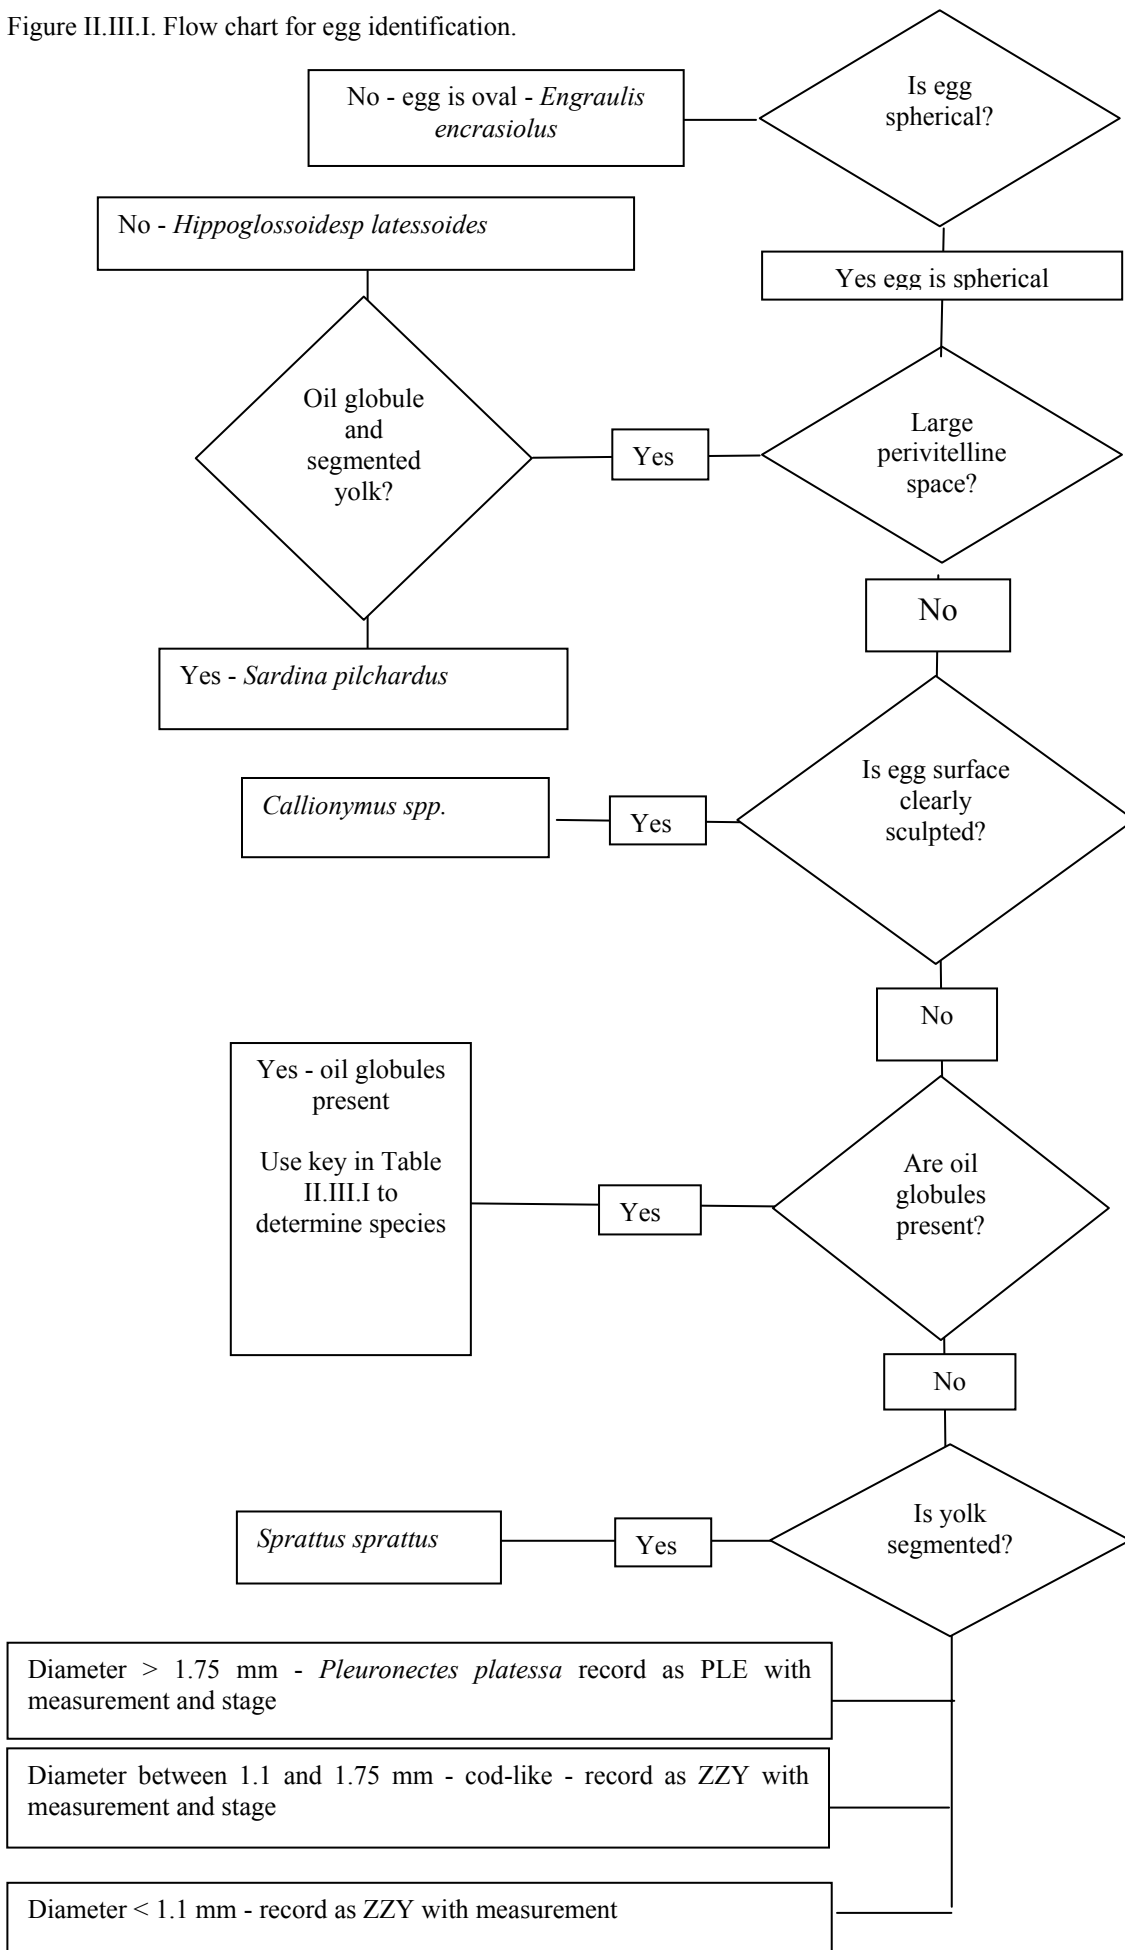 Figure II.III.I. Flow chart for egg identification.
Is egg
spherical?
No - egg is oval - Engraulis
encrasiolus
No - Hippoglossoidesp latessoides
Yes egg is spherical
Oil globule
and
segmented
yolk?
Yes
Large
perivitelline
space?
No
Yes - Sardina pilchardus
Is egg surface
clearly
sculpted?
Callionymus spp.
Yes
No
Yes - oil globules
present
Use key in Table
II.III.I to
determine species
Yes
Are oil
globules
present?
No
Is yolk
segmented?
Sprattus sprattus
Yes
Diameter > 1.75 mm - Pleuronectes platessa record as PLE with
measurement and stage
Diameter between 1.1 and 1.75 mm - cod-like - record as ZZY with
measurement and stage
Diameter < 1.1 mm - record as ZZY with measurement